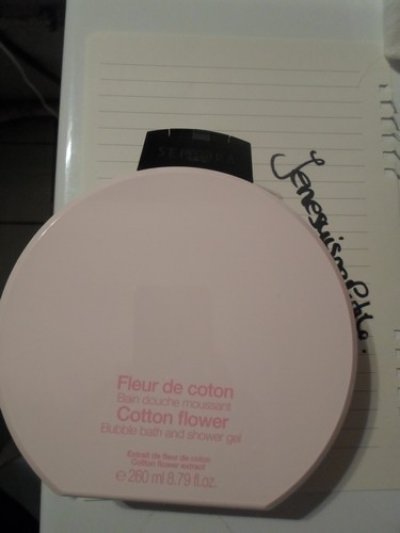 SEPHORA
Fleur de coton
Bain douche moussant
Cotton flower
Bubble bath and shower gel
Extrait de fleur de coton
Cotton flower extract
e 260 ml 8.79 fl.oz.